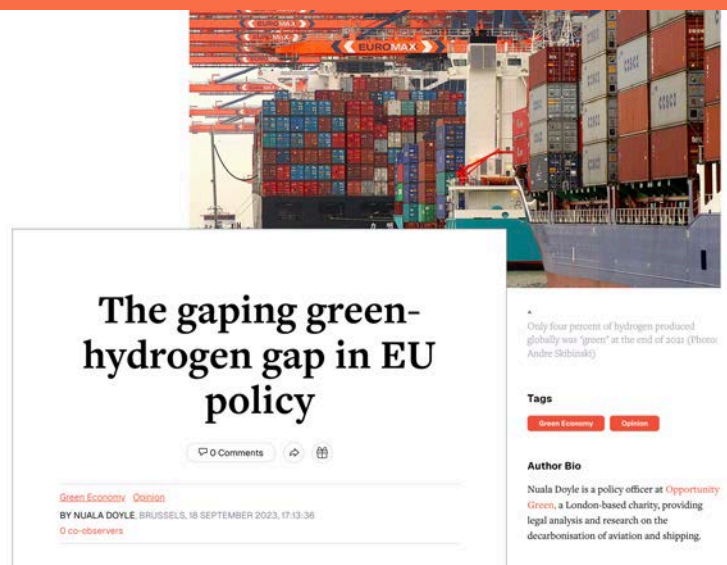 EUROMAX
COSCO
COSCO
The gaping green-
hydrogen gap in EU
policy
0 Comments
Green Economy Opinion
BY NUALA DOYLE, BRUSSELS, 18 SEPTEMBER 2023, 17:13:36
0 co-observers
Only four percent of hydrogen produced
globally was 'green' at the end of 2021 (Photo:
Andre Skibinski)
Tags
Green Economy
Opinion
Author Bio
Nuala Doyle is a policy officer at Opportunity
Green, a London-based charity, providing
legal analysis and research on the
decarbonisation of aviation and shipping.